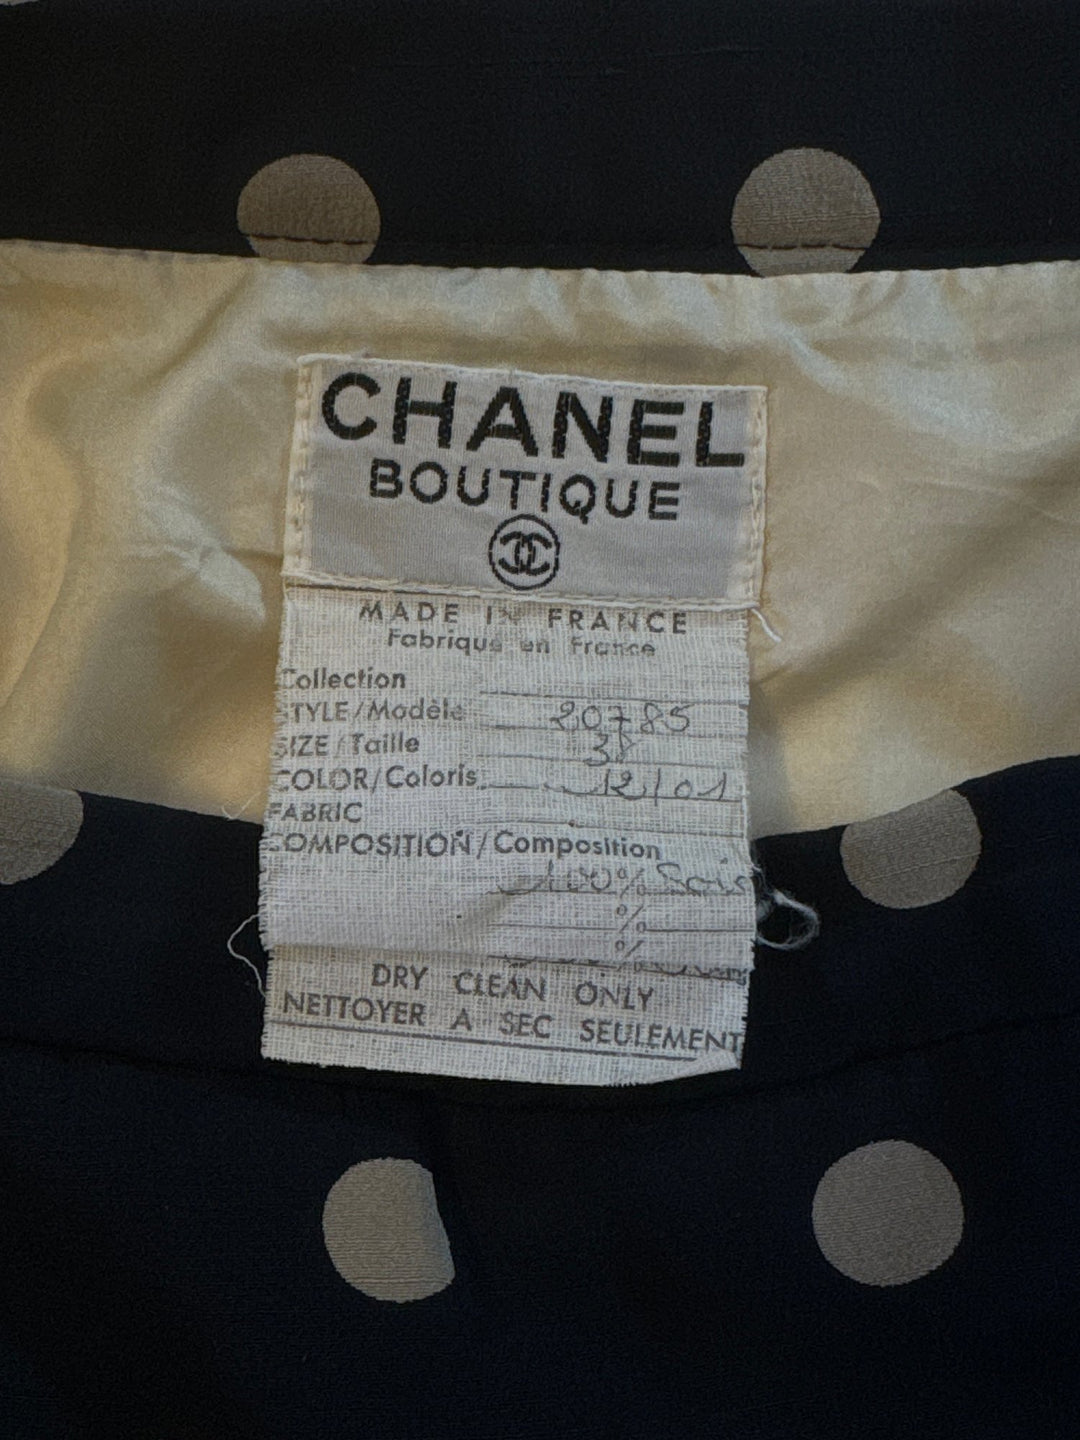 CHANEL
BOUTIQUE
MADE IN FRANCE
Fabriqué en France
Collection
STYLE/Modèle 20785
SIZE/Taille 38
COLOR/Coloris 12/01
FABRIC
COMPOSITION/Composition
100% Soie
%
%
DRY CLEAN ONLY
NETTOYER A SEC SEULEMENT